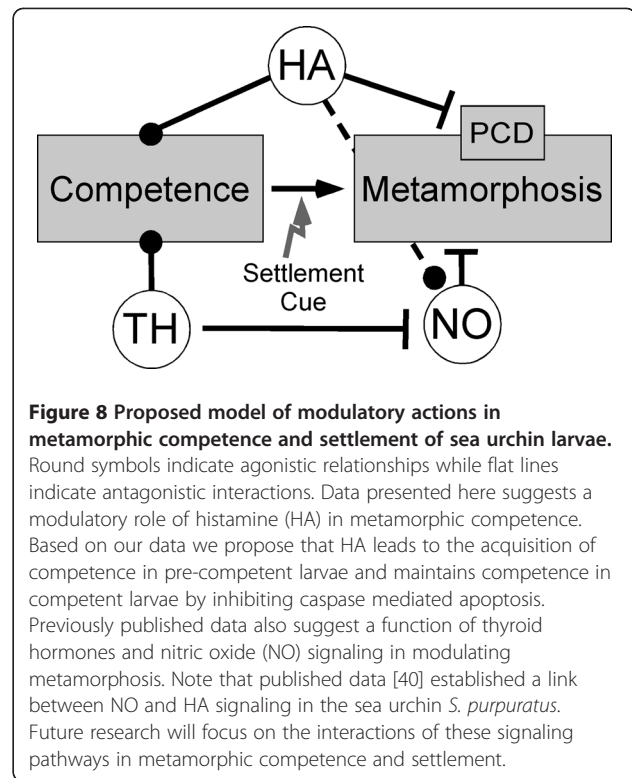 HA
PCD
Competence
Metamorphosis
Settlement
Cue
TH
NO
Figure 8 Proposed model of modulatory actions in
metamorphic competence and settlement of sea urchin larvae.
Round symbols indicate agonistic relationships while flat lines
indicate antagonistic interactions. Data presented here suggests a
modulatory role of histamine (HA) in metamorphic competence.
Based on our data we propose that HA leads to the acquisition of
competence in pre-competent larvae and maintains competence in
competent larvae by inhibiting caspase mediated apoptosis.
Previously published data also suggest a function of thyroid
hormones and nitric oxide (NO) signaling in modulating
metamorphosis. Note that published data [40] established a link
between NO and HA signaling in the sea urchin S. purpuratus.
Future research will focus on the interactions of these signaling
pathways in metamorphic competence and settlement.